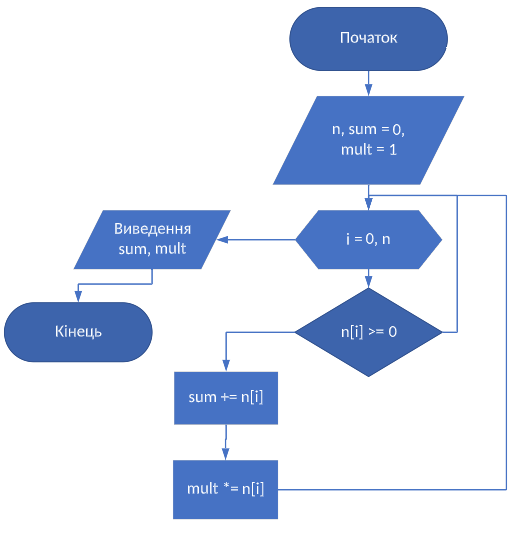 Початок
n, sum = 0,
mult = 1
i = 0, n
Виведення
sum, mult
Кінець
n[i] >= 0
sum += n[i]
mult *= n[i]